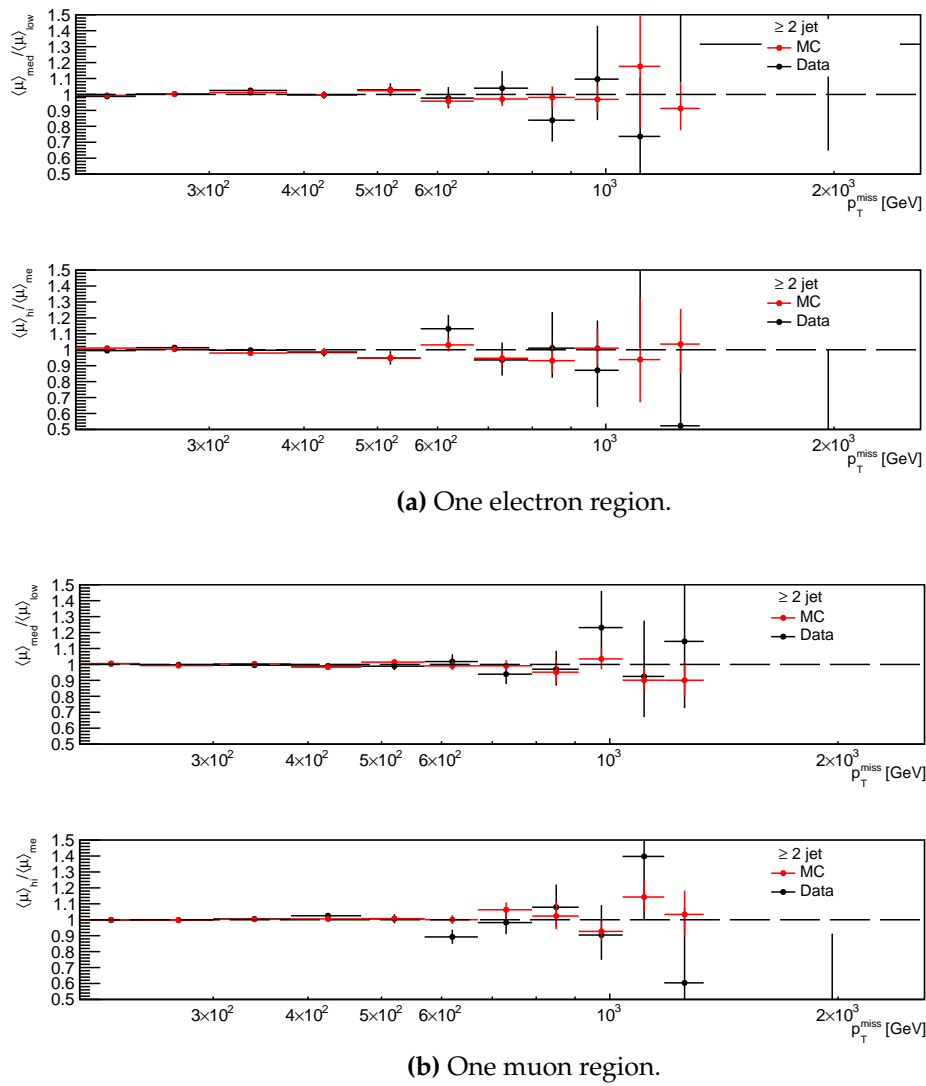 ⟨μ⟩med/⟨μ⟩low
1.5
1.4
1.3
1.2
1.1
1
0.9
0.8
0.7
0.6
0.5
≥ 2 jet
MC
Data
3×10² 4×10² 5×10² 6×10² 10³ 2×10³
pTmiss [GeV]
⟨μ⟩hi/⟨μ⟩me
1.5
1.4
1.3
1.2
1.1
1
0.9
0.8
0.7
0.6
0.5
≥ 2 jet
MC
Data
3×10² 4×10² 5×10² 6×10² 10³ 2×10³
pTmiss [GeV]
(a) One electron region.
⟨μ⟩med/⟨μ⟩low
1.5
1.4
1.3
1.2
1.1
1
0.9
0.8
0.7
0.6
0.5
≥ 2 jet
MC
Data
3×10² 4×10² 5×10² 6×10² 10³ 2×10³
pTmiss [GeV]
⟨μ⟩hi/⟨μ⟩me
1.5
1.4
1.3
1.2
1.1
1
0.9
0.8
0.7
0.6
0.5
≥ 2 jet
MC
Data
3×10² 4×10² 5×10² 6×10² 10³ 2×10³
pTmiss [GeV]
(b) One muon region.